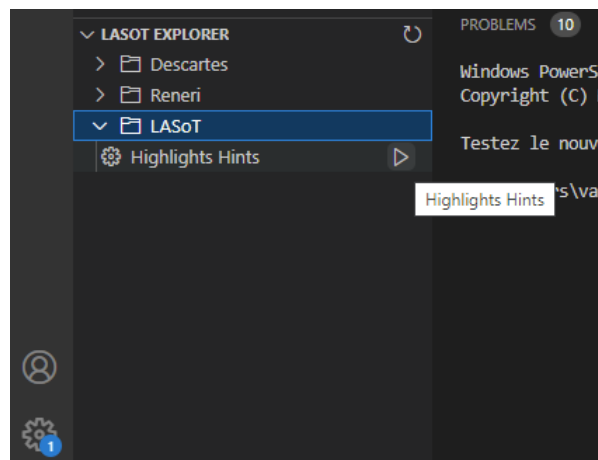 LASOT EXPLORER
Descartes
Reneri
LASoT
Highlights Hints
Highlights Hints
PROBLEMS 10
Windows PowerS
Copyright (C)
Testez le nouv
s\va
1